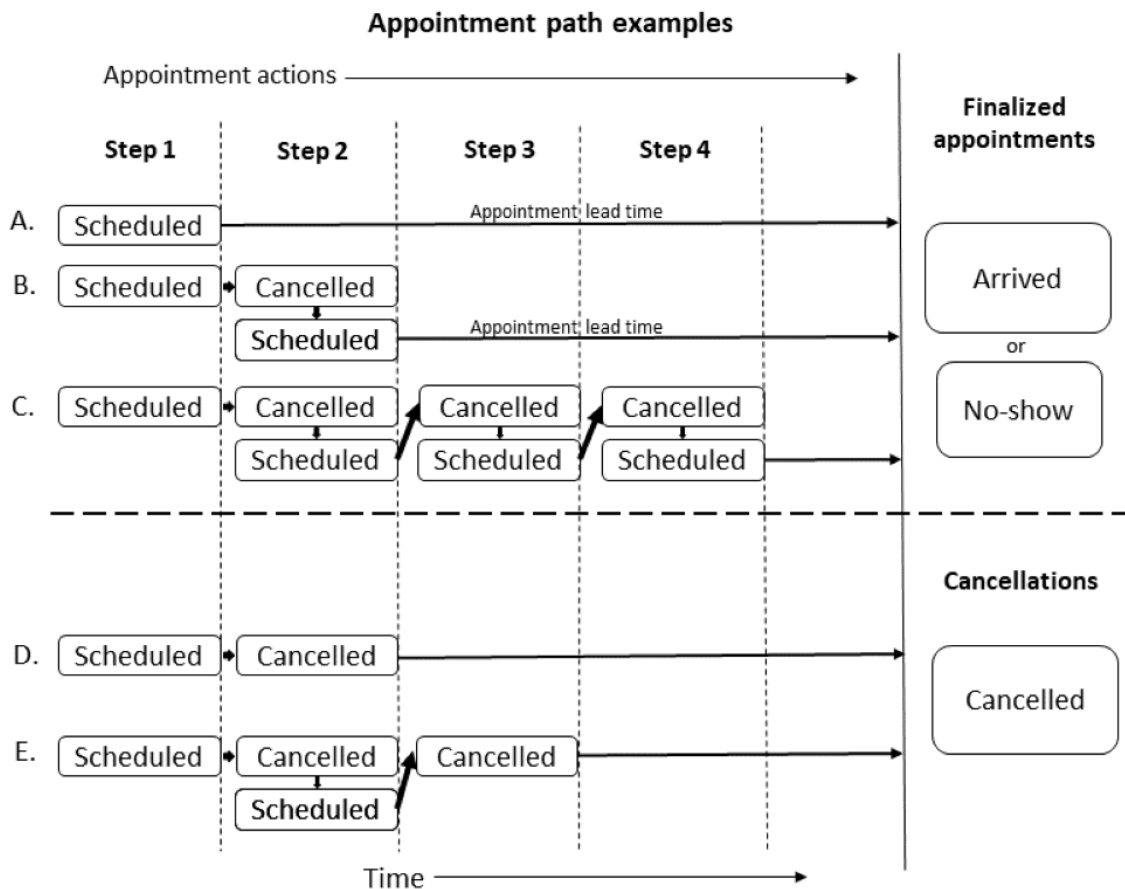 Appointment path examples
Appointment actions
Finalized
appointments
Step 1 Step 2 Step 3 Step 4
A. Scheduled Appointment lead time
Arrived
B. Scheduled Cancelled
Scheduled Appointment lead time
or
C. Scheduled Cancelled Cancelled Cancelled
No-show
Scheduled Scheduled Scheduled
Cancellations
D. Scheduled Cancelled
Cancelled
E. Scheduled Cancelled Cancelled
Scheduled
Time